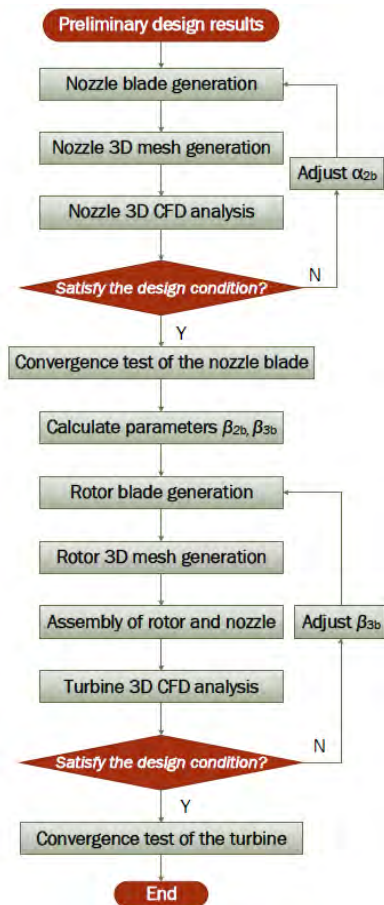 Preliminary design results
Nozzle blade generation
Nozzle 3D mesh generation
Adjust α2b
Nozzle 3D CFD analysis
N
Satisfy the design condition?
Y
Convergence test of the nozzle blade
Calculate parameters β2b, β3b
Rotor blade generation
Rotor 3D mesh generation
Assembly of rotor and nozzle
Adjust β3b
Turbine 3D CFD analysis
N
Satisfy the design condition?
Y
Convergence test of the turbine
End